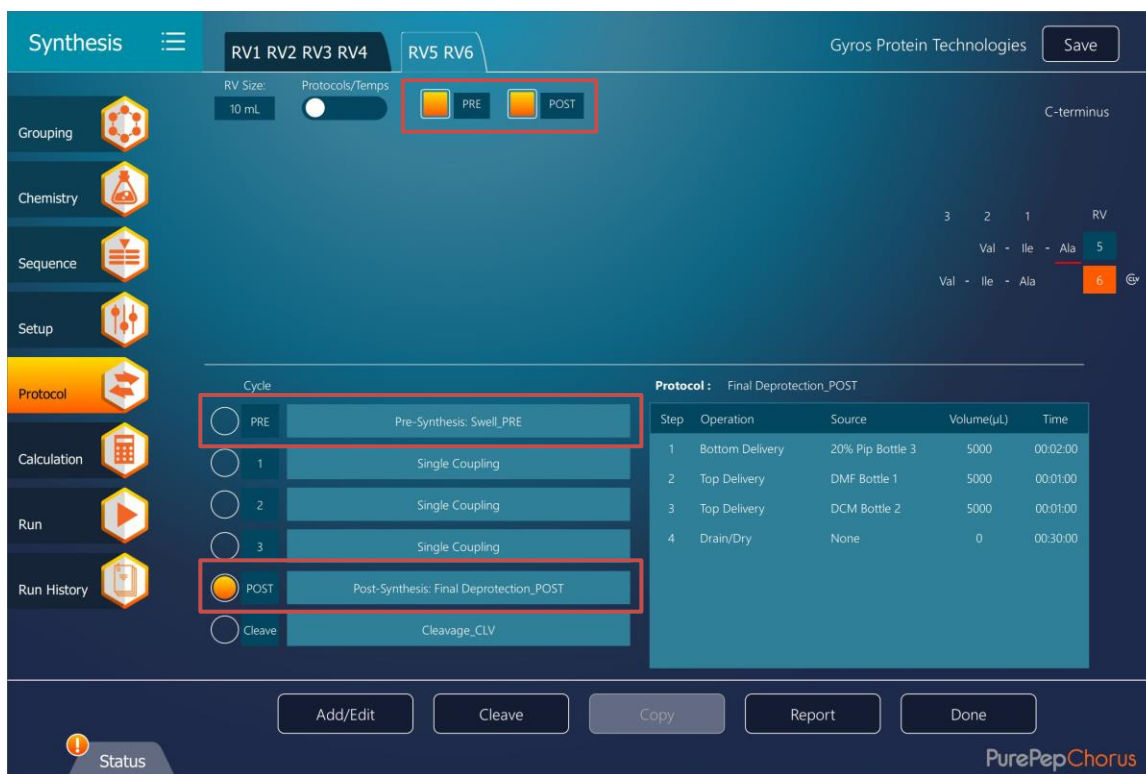 Synthesis
RV1 RV2 RV3 RV4
RV5 RV6
Gyros Protein Technologies
Save
RV Size:
10 mL
Protocols/Temps
PRE
POST
C-terminus
Grouping
Chemistry
Sequence
Setup
Protocol
Calculation
Run
Run History
3 2 1 RV
Val - Ile - Ala 5
Val - Ile - Ala 6 CLV
Cycle
PRE Pre-Synthesis: Swell_PRE
1 Single Coupling
2 Single Coupling
3 Single Coupling
POST Post-Synthesis: Final Deprotection_POST
Cleave Cleavage_CLV
Protocol : Final Deprotection_POST
Step Operation Source Volume(µL) Time
1 Bottom Delivery 20% Pip Bottle 3 5000 00:02:00
2 Top Delivery DMF Bottle 1 5000 00:01:00
3 Top Delivery DCM Bottle 2 5000 00:01:00
4 Drain/Dry None 0 00:30:00
Add/Edit
Cleave
Copy
Report
Done
! Status
PurePepChorus